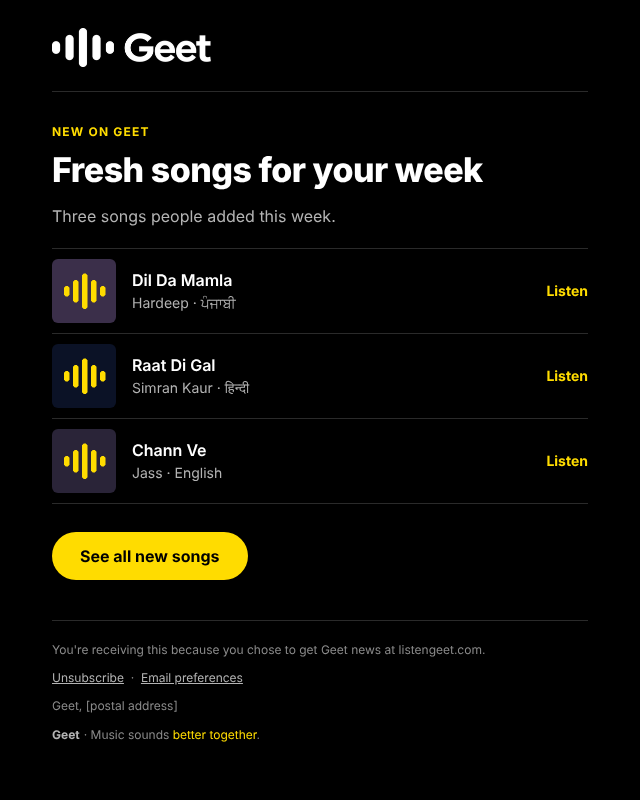 Geet
NEW ON GEET
Fresh songs for your week
Three songs people added this week.
Dil Da Mamla
Hardeep · ਪੰਜਾਬੀ
Listen
Raat Di Gal
Simran Kaur · हिन्दी
Listen
Chann Ve
Jass · English
Listen
See all new songs
You're receiving this because you chose to get Geet news at listengeet.com.
Unsubscribe · Email preferences
Geet, [postal address]
Geet · Music sounds better together.